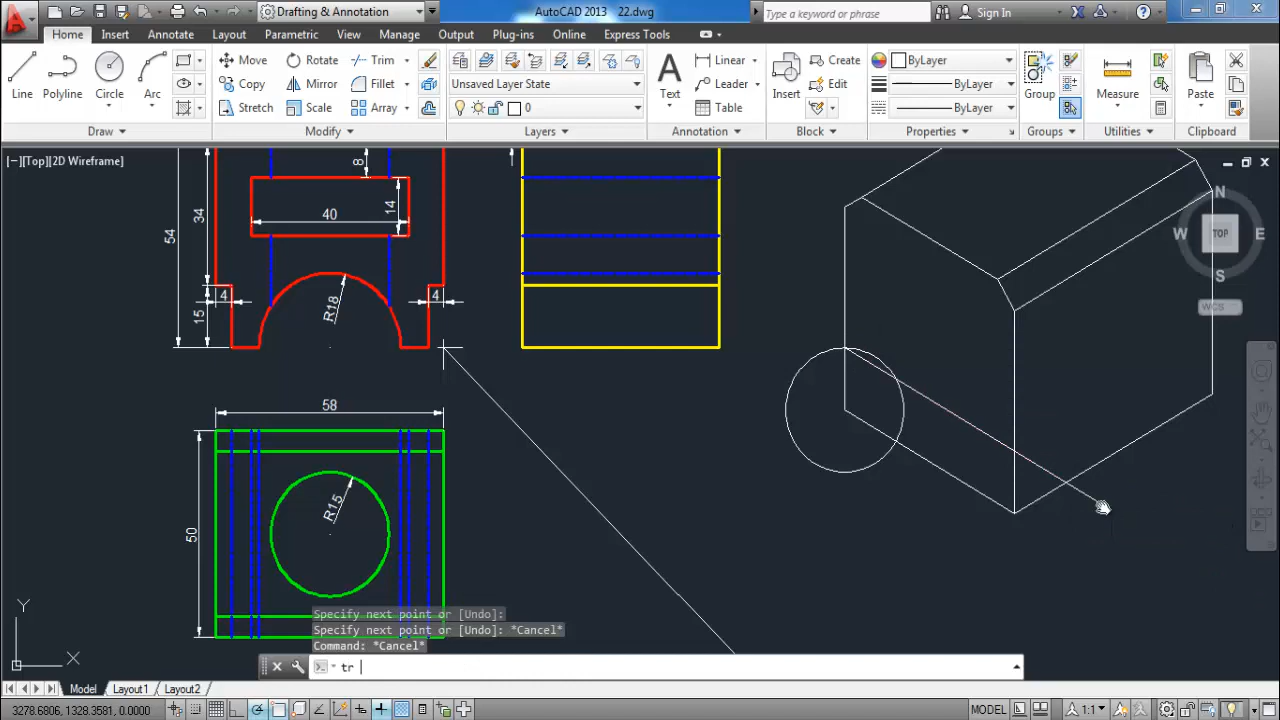 Drafting & Annotation
AutoCAD 2013 22.dwg
Type a keyword or phrase
Sign In
Home Insert Annotate Layout Parametric View Manage Output Plug-ins Online Express Tools
Line
Polyline
Circle
Arc
Move Rotate Trim
Copy Mirror Fillet
Stretch Scale Array
Unsaved Layer State
0
Text
Linear
Leader
Table
Insert
Create
Edit
ByLayer
ByLayer
ByLayer
Group
Measure
Paste
Draw Modify Layers Annotation Block Properties Groups Utilities Clipboard
[−][Top][2D Wireframe]
8
14
34
40
54
4
4
15
R18
N
W TOP E
S
WCS
58
50
R15
Specify next point or [Undo]:
Specify next point or [Undo]: *Cancel*
Command: *Cancel*
tr
Y
X
Model Layout1 Layout2
3278.6806, 1328.3581, 0.0000
MODEL
1:1